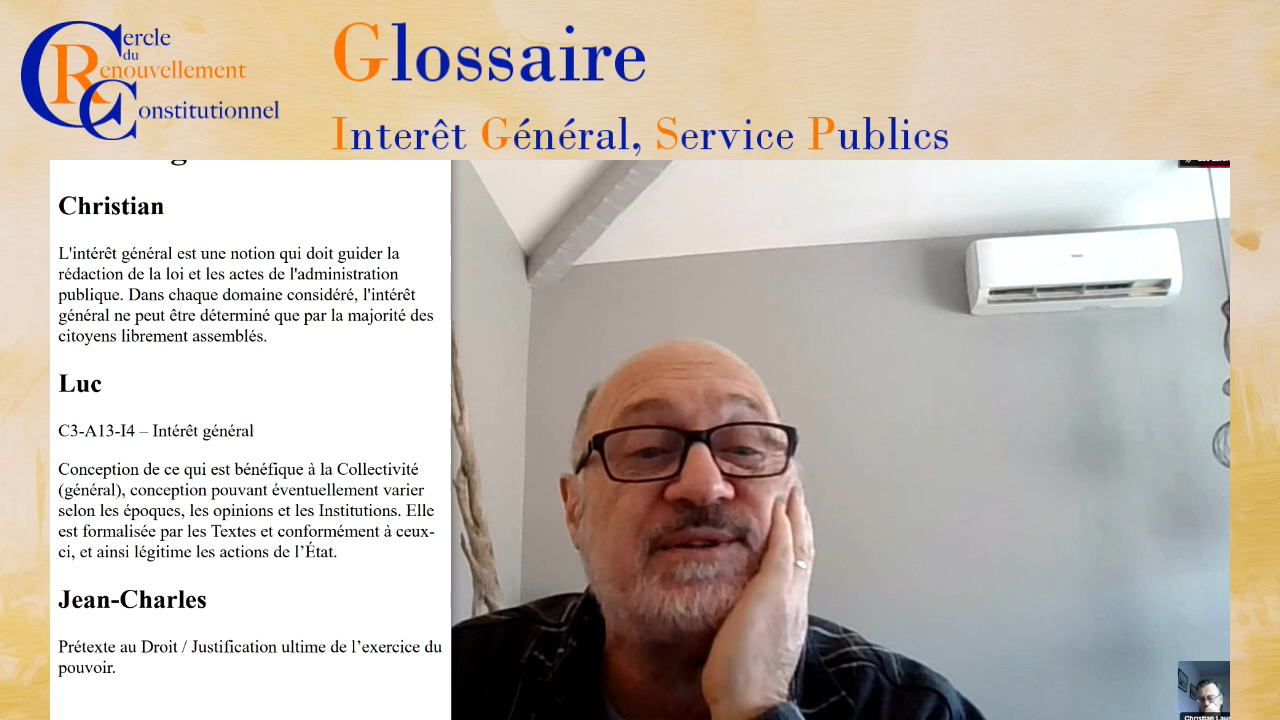 Cercle
du
Renouvellement
Constitutionnel
Glossaire
Interêt Général, Service Publics
Christian
L'intérêt général est une notion qui doit guider la
rédaction de la loi et les actes de l'administration
publique. Dans chaque domaine considéré, l'intérêt
général ne peut être déterminé que par la majorité des
citoyens librement assemblés.
Luc
C3-A13-I4 – Intérêt général
Conception de ce qui est bénéfique à la Collectivité
(général), conception pouvant éventuellement varier
selon les époques, les opinions et les Institutions. Elle
est formalisée par les Textes et conformément à ceux-
ci, et ainsi légitime les actions de l’État.
Jean-Charles
Prétexte au Droit / Justification ultime de l’exercice du
pouvoir.
Christian